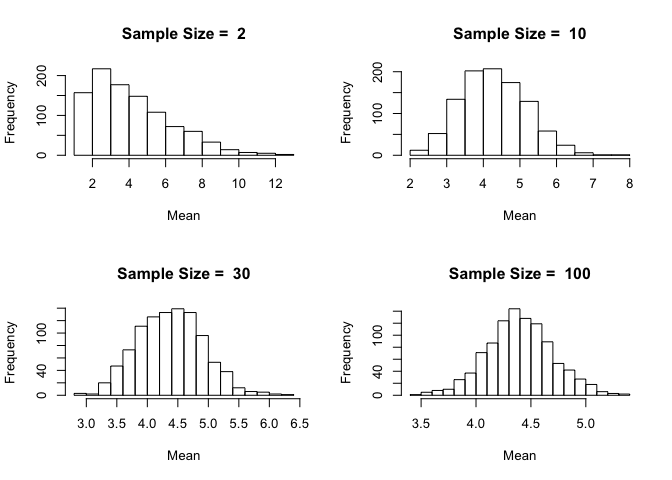 Sample Size =  2
Frequency
0 100 200
2 4 6 8 10 12
Mean
Sample Size =  10
Frequency
0 100 200
2 3 4 5 6 7 8
Mean
Sample Size =  30
Frequency
0 40 100
3.0 3.5 4.0 4.5 5.0 5.5 6.0 6.5
Mean
Sample Size =  100
Frequency
0 40 100
3.5 4.0 4.5 5.0
Mean